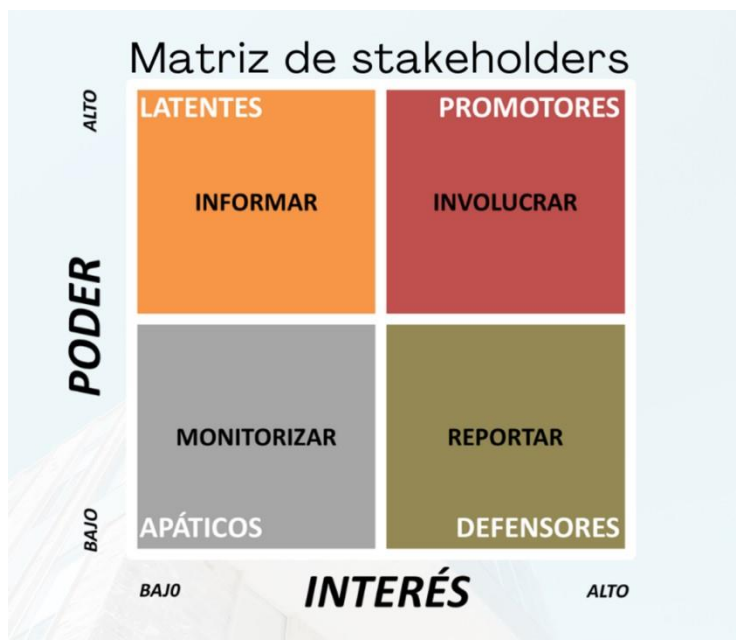 Matriz de stakeholders
ALTO
LATENTES
PROMOTORES
INFORMAR
INVOLUCRAR
PODER
MONITORIZAR
REPORTAR
BAJO
APÁTICOS
DEFENSORES
BAJ0
INTERÉS
ALTO